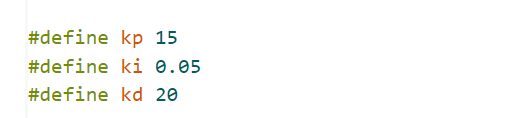 #define kp 15
#define ki 0.05
#define kd 20